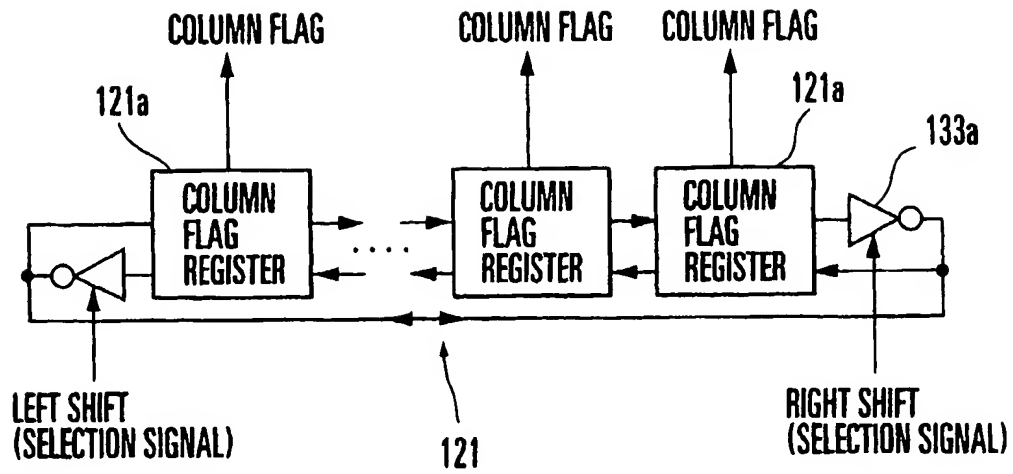 COLUMN FLAG
COLUMN FLAG
COLUMN FLAG
121a
121a
133a
COLUMN
FLAG
REGISTER
COLUMN
FLAG
REGISTER
COLUMN
FLAG
REGISTER
LEFT SHIFT
(SELECTION SIGNAL)
121
RIGHT SHIFT
(SELECTION SIGNAL)